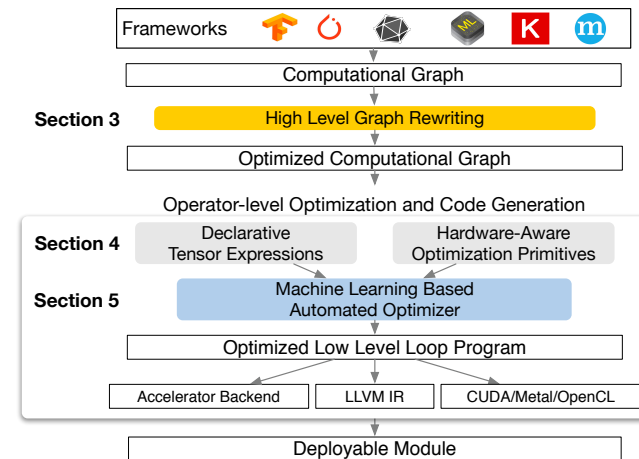 Frameworks
ML
K
m
Computational Graph
Section 3
High Level Graph Rewriting
Optimized Computational Graph
Operator-level Optimization and Code Generation
Section 4
Declarative
Tensor Expressions
Hardware-Aware
Optimization Primitives
Section 5
Machine Learning Based
Automated Optimizer
Optimized Low Level Loop Program
Accelerator Backend
LLVM IR
CUDA/Metal/OpenCL
Deployable Module